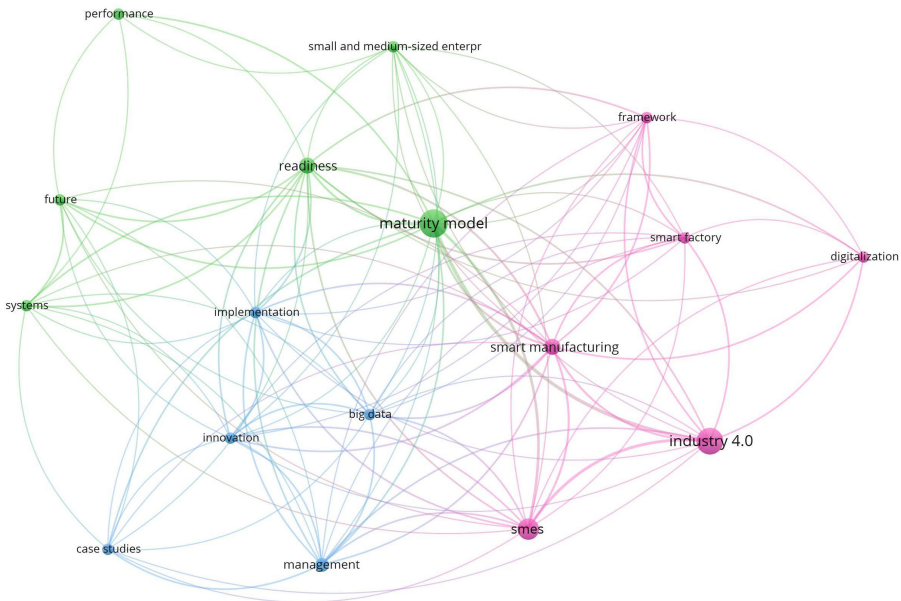 performance
small and medium-sized enterpr
framework
readiness
future
maturity model
smart factory
digitalization
systems
implementation
smart manufacturing
big data
innovation
industry 4.0
smes
case studies
management